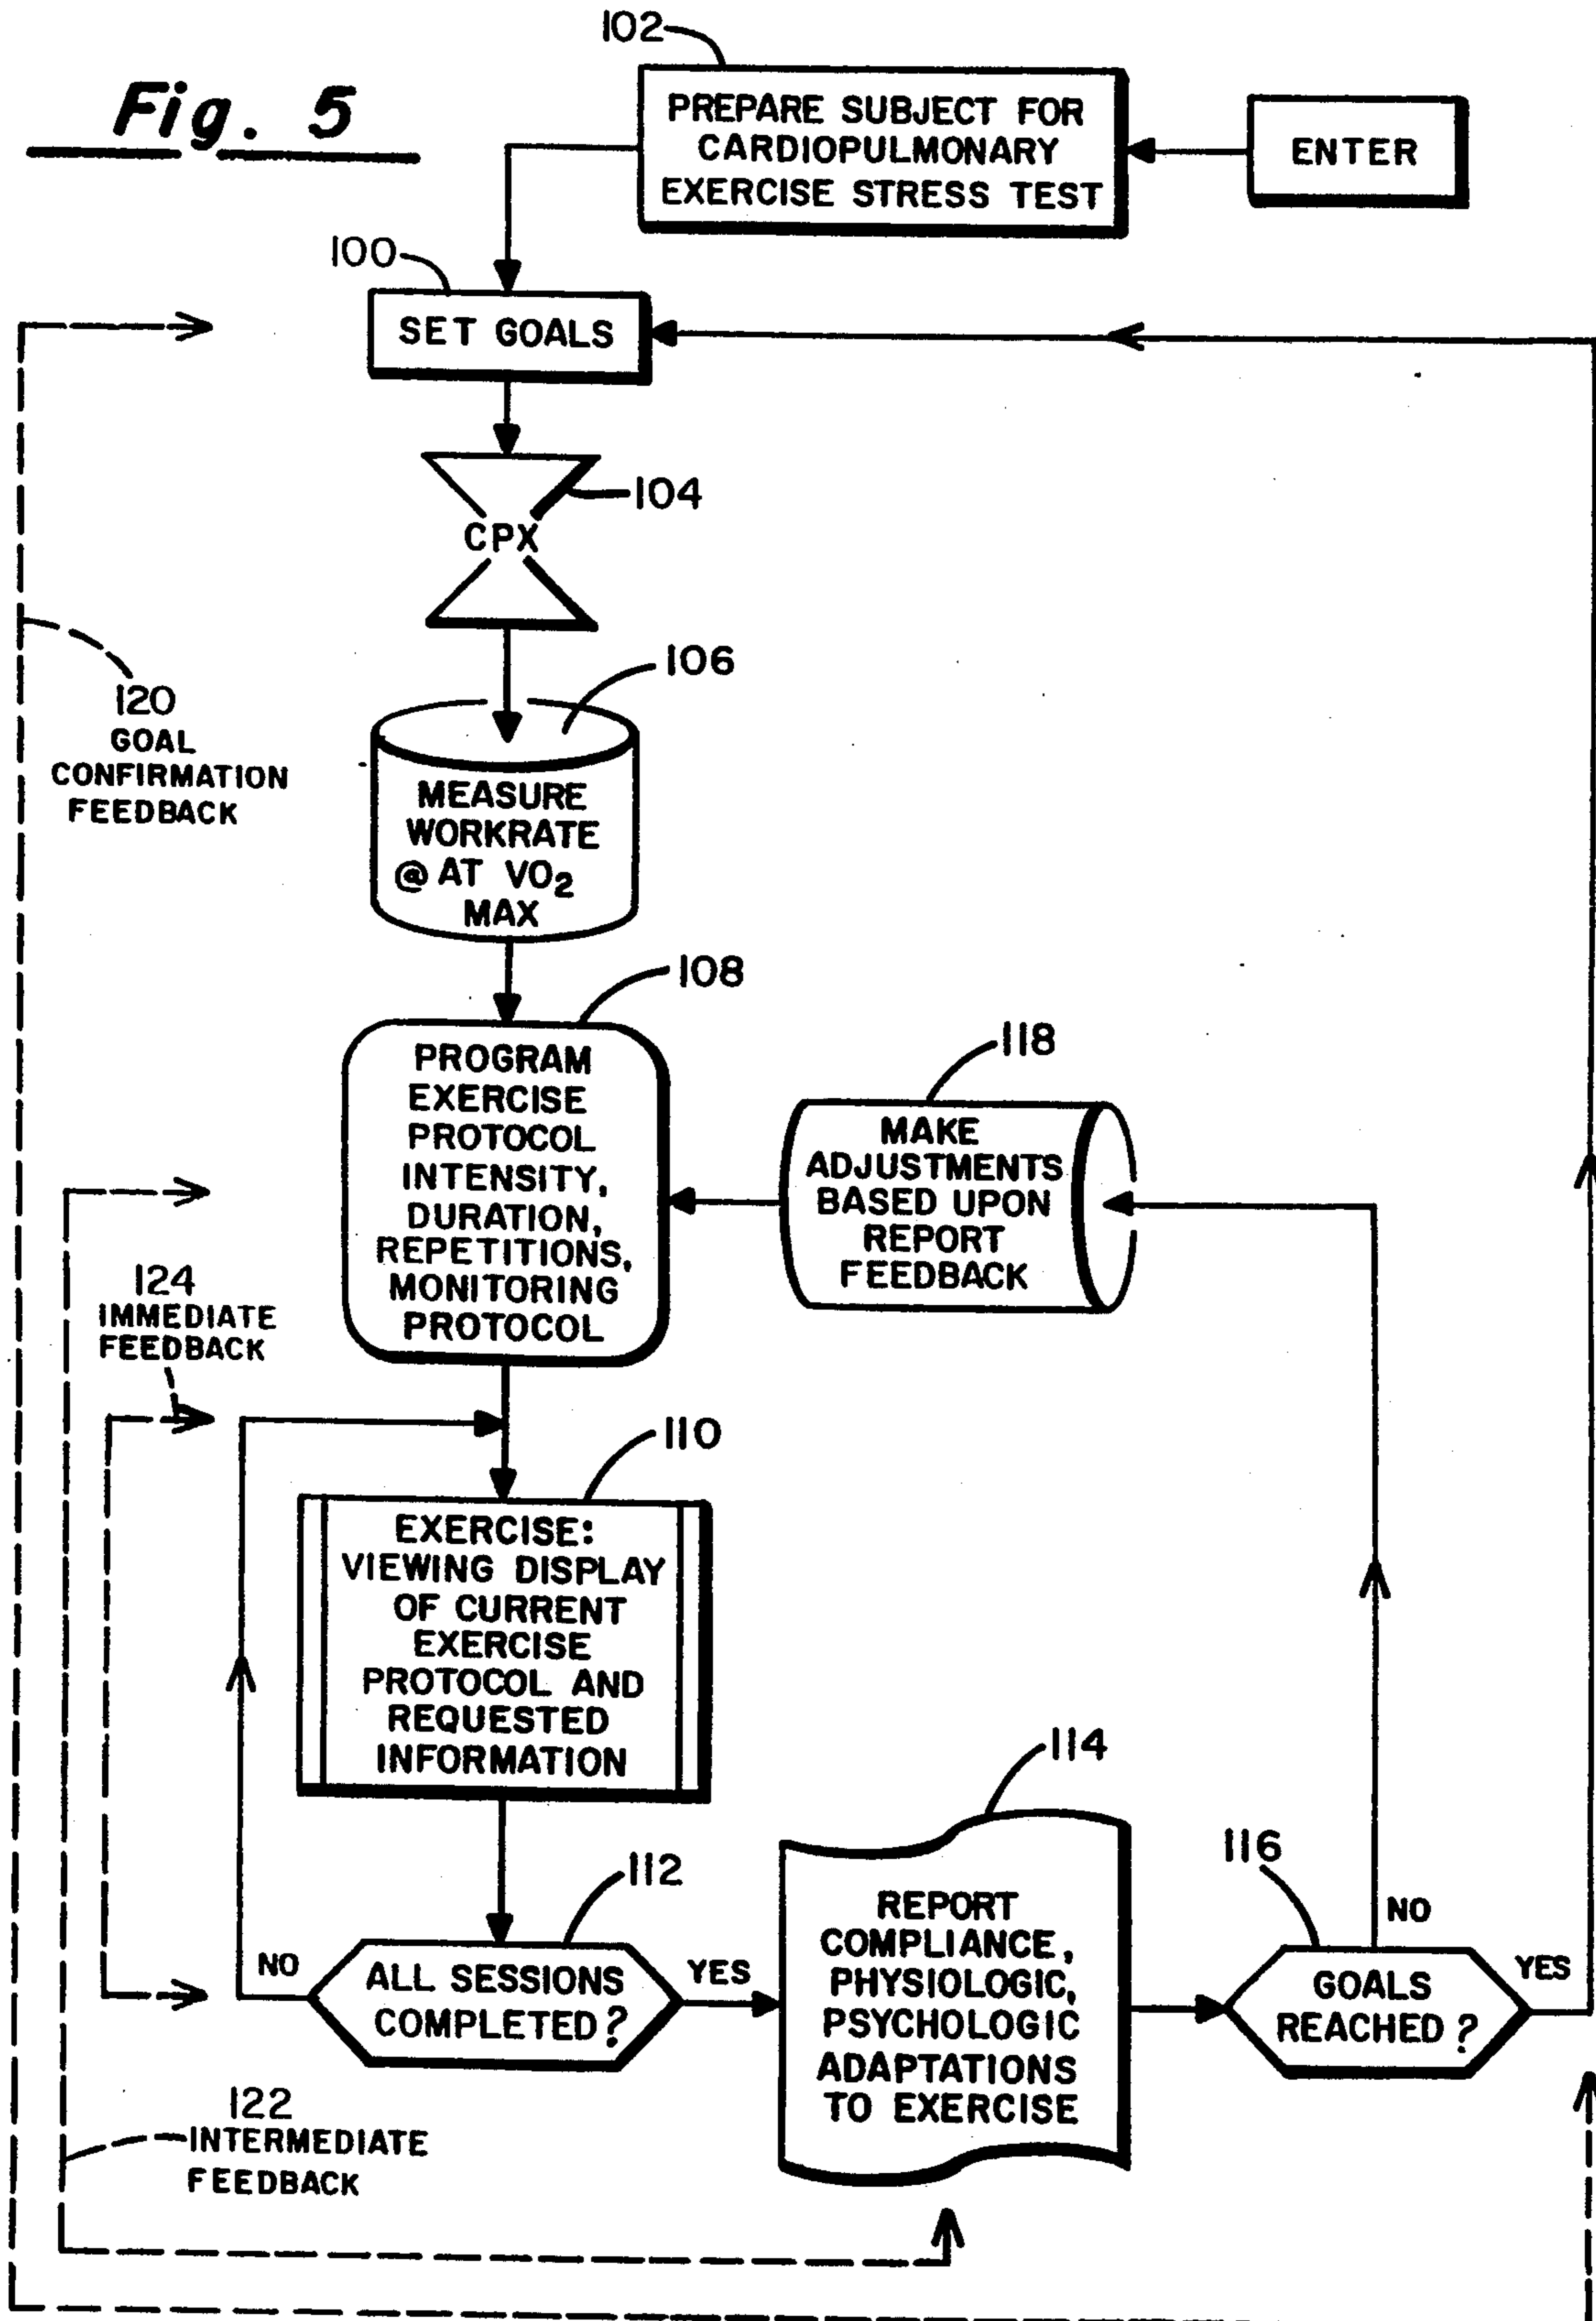 Fig. 5
102
PREPARE SUBJECT FOR
CARDIOPULMONARY
EXERCISE STRESS TEST
ENTER
100
SET GOALS
104
CPX
106
MEASURE
WORKRATE
@ AT VO₂
MAX
120
GOAL
CONFIRMATION
FEEDBACK
108
PROGRAM
EXERCISE
PROTOCOL
INTENSITY,
DURATION,
REPETITIONS,
MONITORING
PROTOCOL
118
MAKE
ADJUSTMENTS
BASED UPON
REPORT
FEEDBACK
124
IMMEDIATE
FEEDBACK
110
EXERCISE:
VIEWING DISPLAY
OF CURRENT
EXERCISE
PROTOCOL AND
REQUESTED
INFORMATION
112
NO
ALL SESSIONS
COMPLETED?
YES
114
REPORT
COMPLIANCE,
PHYSIOLOGIC,
PSYCHOLOGIC
ADAPTATIONS
TO EXERCISE
116
NO
GOALS
REACHED?
YES
122
INTERMEDIATE
FEEDBACK